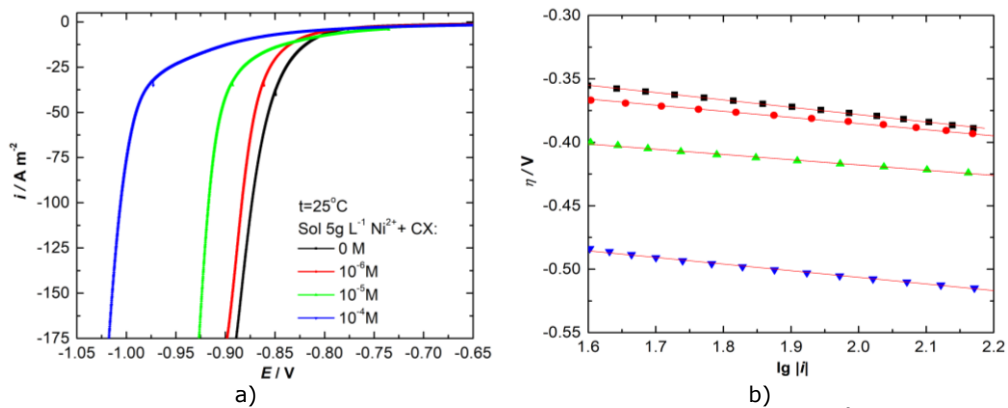 0
-25
-50
-75
-100
-125
-150
-175
i / A m⁻²
t=25°C
Sol 5g L⁻¹ Ni²⁺+ CX:
0 M
10⁻⁶M
10⁻⁵M
10⁻⁴M
-1.05 -1.00 -0.95 -0.90 -0.85 -0.80 -0.75 -0.70 -0.65
E / V
a)
-0.30
-0.35
-0.40
-0.45
-0.50
-0.55
η / V
1.6 1.7 1.8 1.9 2.0 2.1 2.2
lg |i|
b)